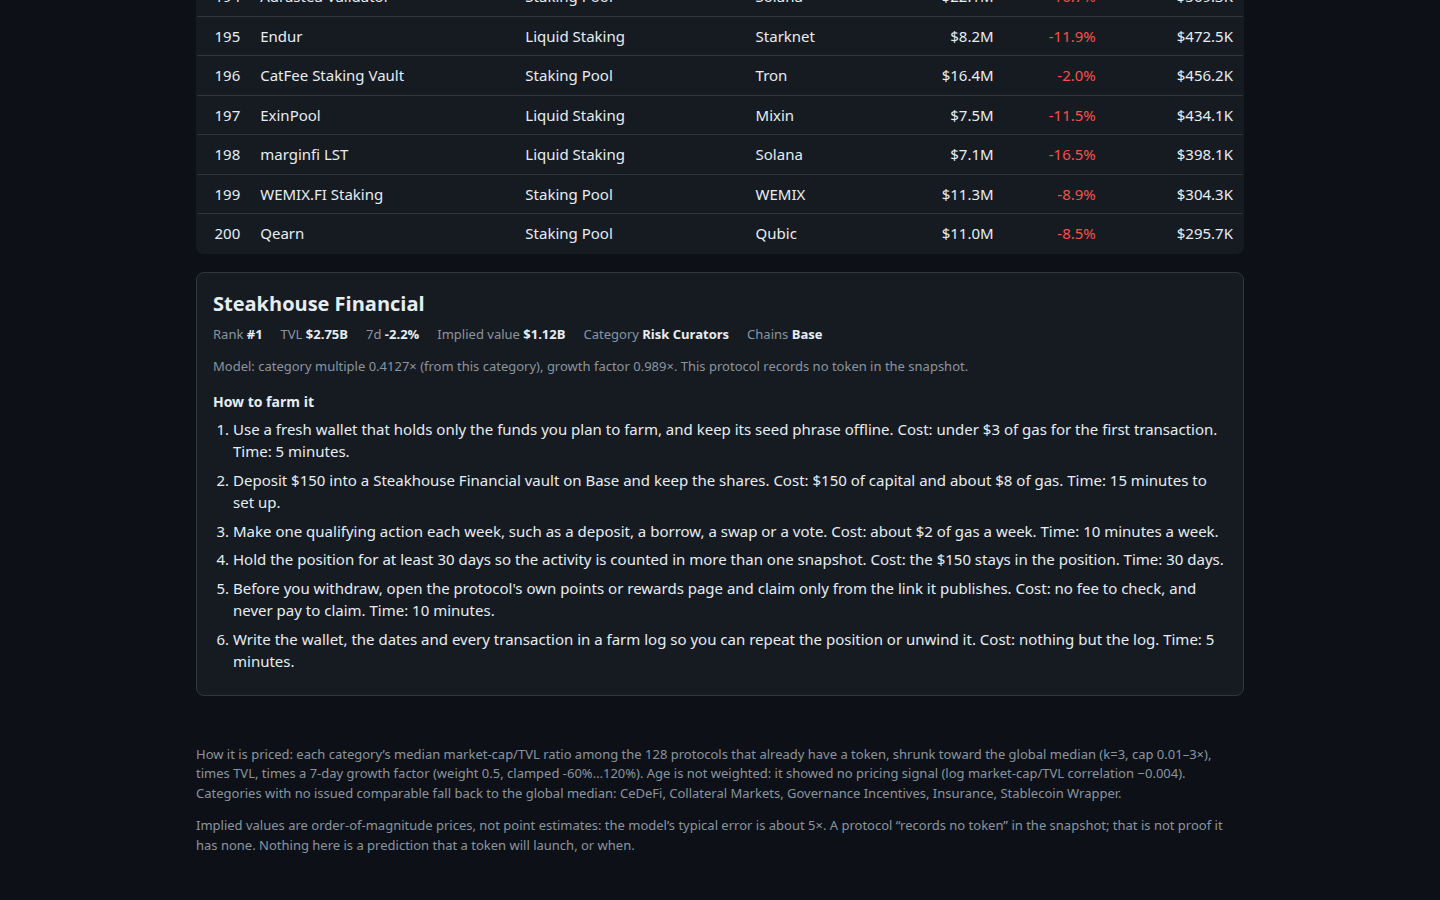 195 Endur Liquid Staking Starknet $8.2M -11.9% $472.5K
196 CatFee Staking Vault Staking Pool Tron $16.4M -2.0% $456.2K
197 ExinPool Liquid Staking Mixin $7.5M -11.5% $434.1K
198 marginfi LST Liquid Staking Solana $7.1M -16.5% $398.1K
199 WEMIX.FI Staking Staking Pool WEMIX $11.3M -8.9% $304.3K
200 Qearn Staking Pool Qubic $11.0M -8.5% $295.7K
Steakhouse Financial
Rank #1 TVL $2.75B 7d -2.2% Implied value $1.12B Category Risk Curators Chains Base
Model: category multiple 0.4127× (from this category), growth factor 0.989×. This protocol records no token in the snapshot.
How to farm it
1. Use a fresh wallet that holds only the funds you plan to farm, and keep its seed phrase offline. Cost: under $3 of gas for the first transaction.
Time: 5 minutes.
2. Deposit $150 into a Steakhouse Financial vault on Base and keep the shares. Cost: $150 of capital and about $8 of gas. Time: 15 minutes to
set up.
3. Make one qualifying action each week, such as a deposit, a borrow, a swap or a vote. Cost: about $2 of gas a week. Time: 10 minutes a week.
4. Hold the position for at least 30 days so the activity is counted in more than one snapshot. Cost: the $150 stays in the position. Time: 30 days.
5. Before you withdraw, open the protocol's own points or rewards page and claim only from the link it publishes. Cost: no fee to check, and
never pay to claim. Time: 10 minutes.
6. Write the wallet, the dates and every transaction in a farm log so you can repeat the position or unwind it. Cost: nothing but the log. Time: 5
minutes.
How it is priced: each category’s median market-cap/TVL ratio among the 128 protocols that already have a token, shrunk toward the global median (k=3, cap 0.01–3×),
times TVL, times a 7-day growth factor (weight 0.5, clamped -60%…120%). Age is not weighted: it showed no pricing signal (log market-cap/TVL correlation −0.004).
Categories with no issued comparable fall back to the global median: CeDeFi, Collateral Markets, Governance Incentives, Insurance, Stablecoin Wrapper.
Implied values are order-of-magnitude prices, not point estimates: the model’s typical error is about 5×. A protocol “records no token” in the snapshot; that is not proof it
has none. Nothing here is a prediction that a token will launch, or when.